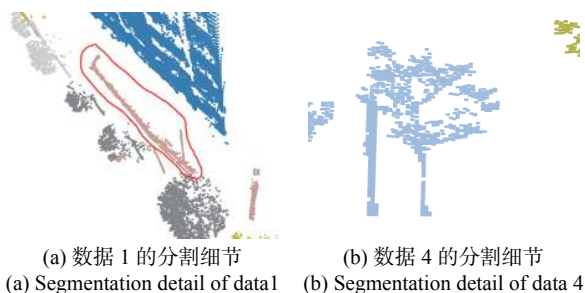 (a) 数据 1 的分割细节
(b) 数据 4 的分割细节
(a) Segmentation detail of data1
(b) Segmentation detail of data 4